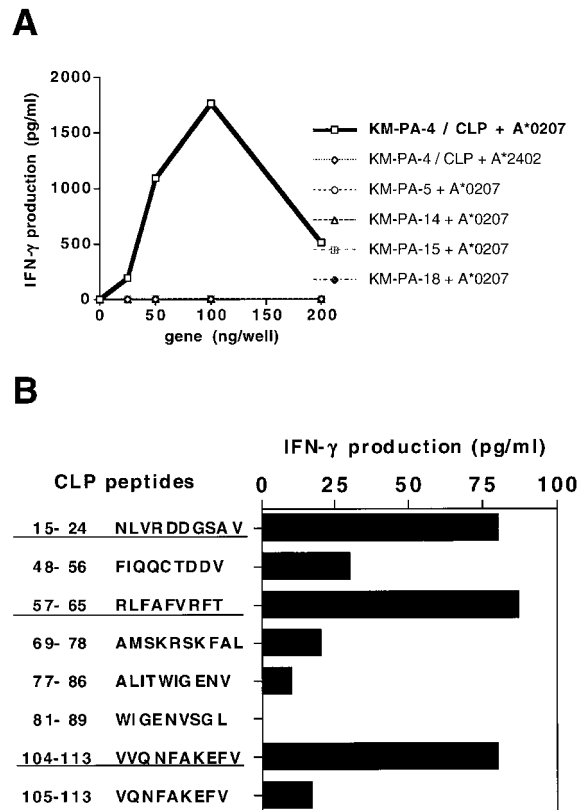 A
IFN-γ production (pg/ml)
2000
1500
1000
500
0
0 50 100 150 200
gene (ng/well)
KM-PA-4 / CLP + A*0207
KM-PA-4 / CLP + A*2402
KM-PA-5 + A*0207
KM-PA-14 + A*0207
KM-PA-15 + A*0207
KM-PA-18 + A*0207
B
IFN-γ production (pg/ml)
CLP peptides
0 25 50 75 100
15- 24 NLVRDDGSAV
48- 56 FIQQCTDDV
57- 65 RLFAFVRFT
69- 78 AMSKRSKFAL
77- 86 ALITWIGENV
81- 89 WIGENVSGL
104-113 VVQNFAKEFV
105-113 VQNFAKEFV